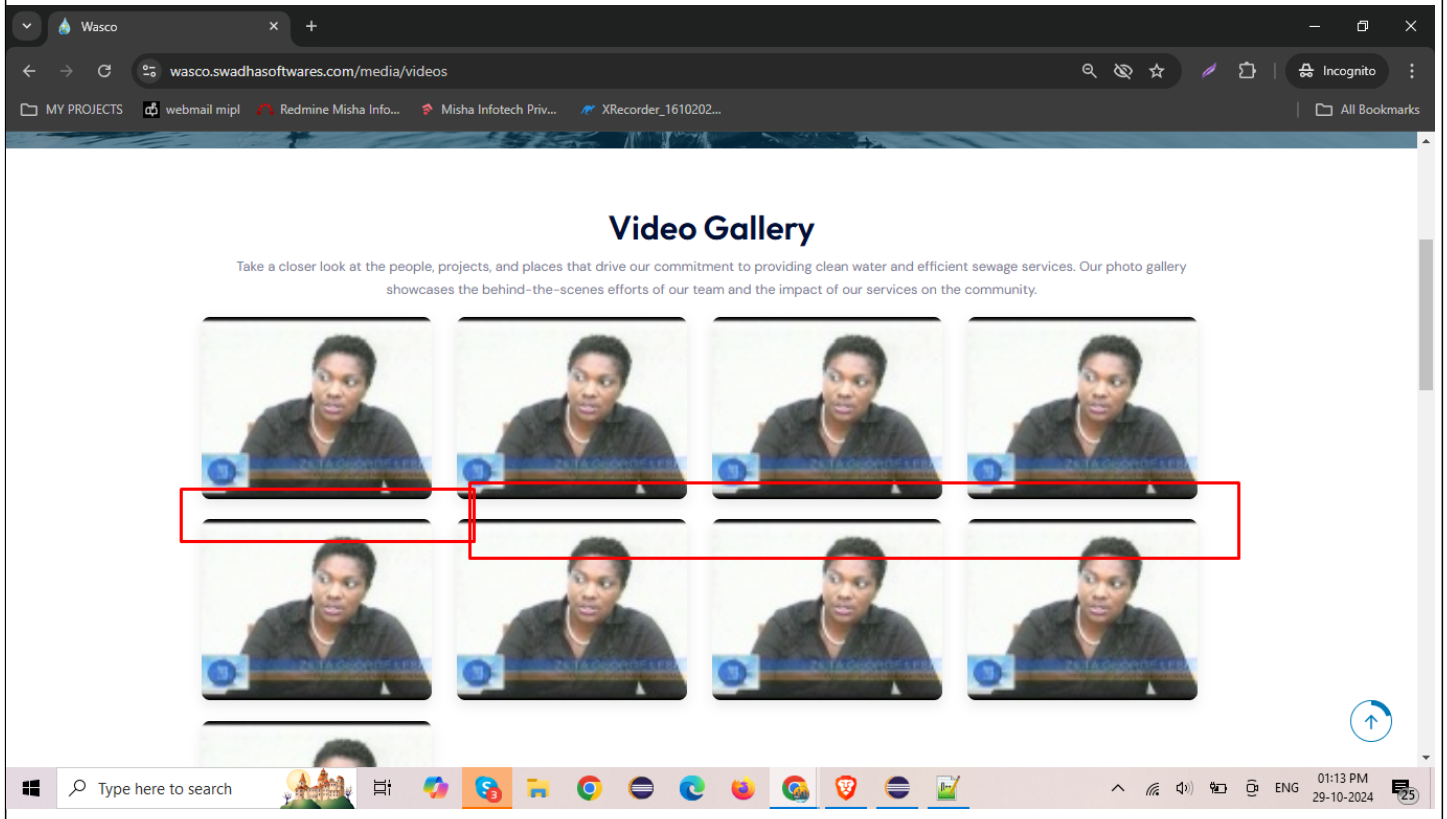 Wasco
wasco.swadhasoftwares.com/media/videos
Incognito
MY PROJECTS
webmail mipl
Redmine Misha Info...
Misha Infotech Priv...
XRecorder_1610202...
All Bookmarks
Video Gallery
Take a closer look at the people, projects, and places that drive our commitment to providing clean water and efficient sewage services. Our photo gallery
showcases the behind-the-scenes efforts of our team and the impact of our services on the community.
Type here to search
ENG
01:13 PM
29-10-2024
25